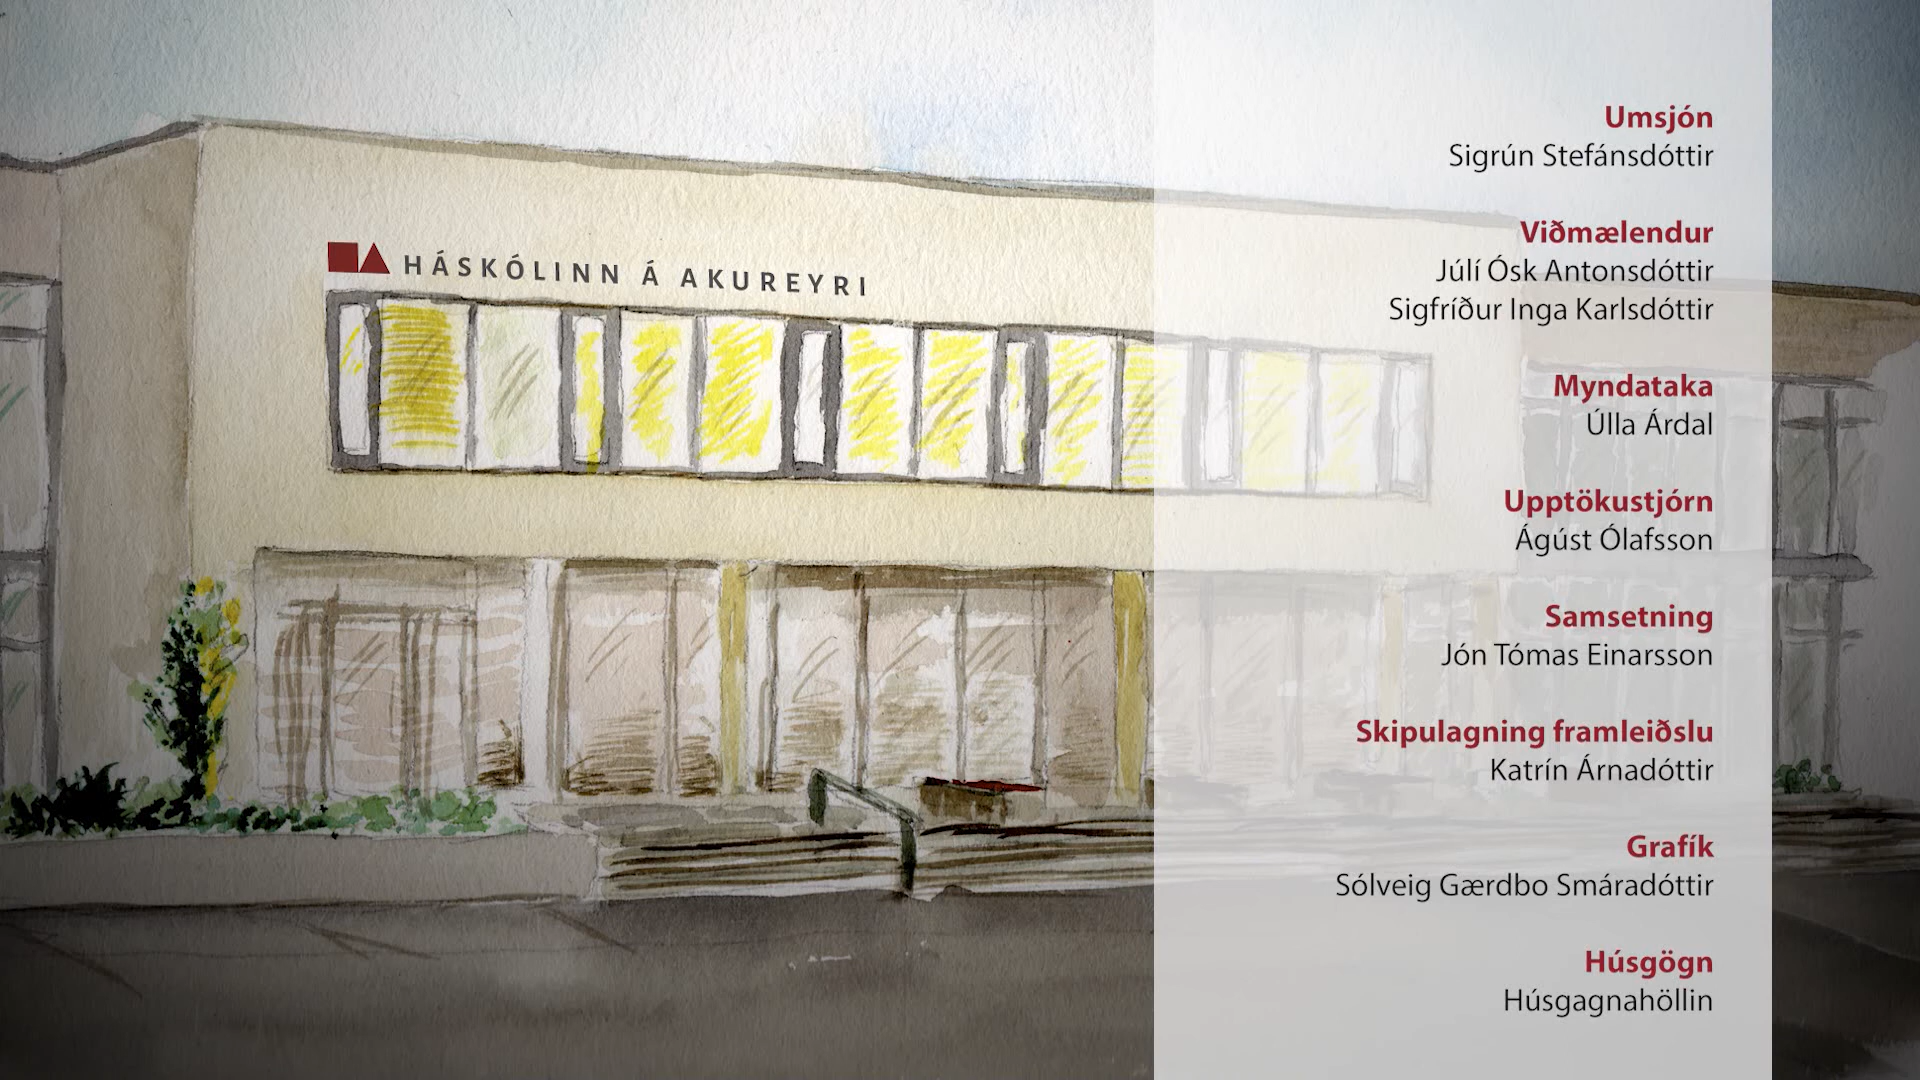 HÁSKÓLINN Á AKUREYRI
Umsjón
Sigrún Stefánsdóttir
Viðmælendur
Júlí Ósk Antonsdóttir
Sigfríður Inga Karlsdóttir
Myndataka
Úlla Árdal
Upptökustjórn
Ágúst Ólafsson
Samsetning
Jón Tómas Einarsson
Skipulagning framleiðslu
Katrín Árnadóttir
Grafík
Sólveig Gærdbo Smáradóttir
Húsgögn
Húsgagnahöllin